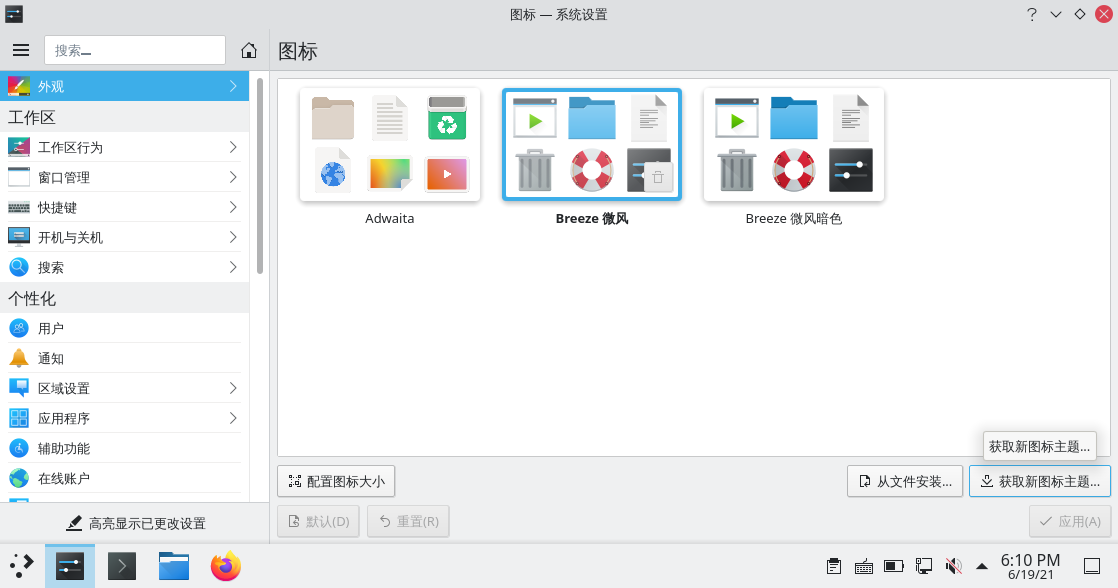 图标 — 系统设置
搜索...
图标
外观
工作区
工作区行为
窗口管理
快捷键
开机与关机
搜索
个性化
用户
通知
区域设置
应用程序
辅助功能
在线账户
高亮显示已更改设置
Adwaita
Breeze 微风
Breeze 微风暗色
获取新图标主题...
配置图标大小
从文件安装...
获取新图标主题...
默认(D)
重置(R)
应用(A)
6:10 PM
6/19/21